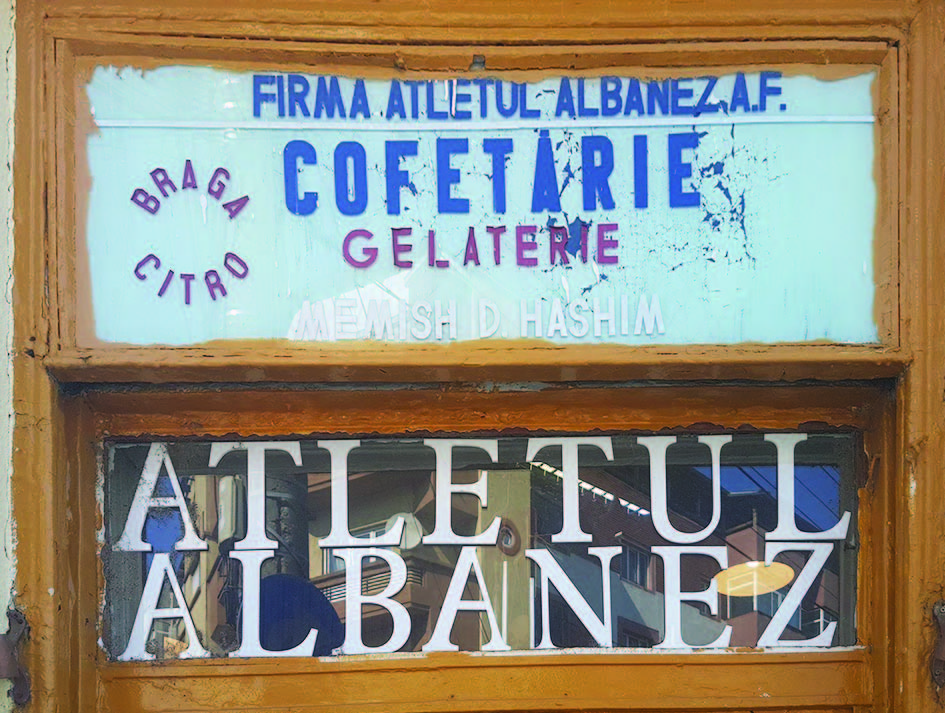 FIRMA ATLETUL-ALBANEZ.A.F.
COFETĂRIE
BRAGA
GELATERIE
CITRO
MEMISH D. HASHIM
ATLETUL
ALBANEZ